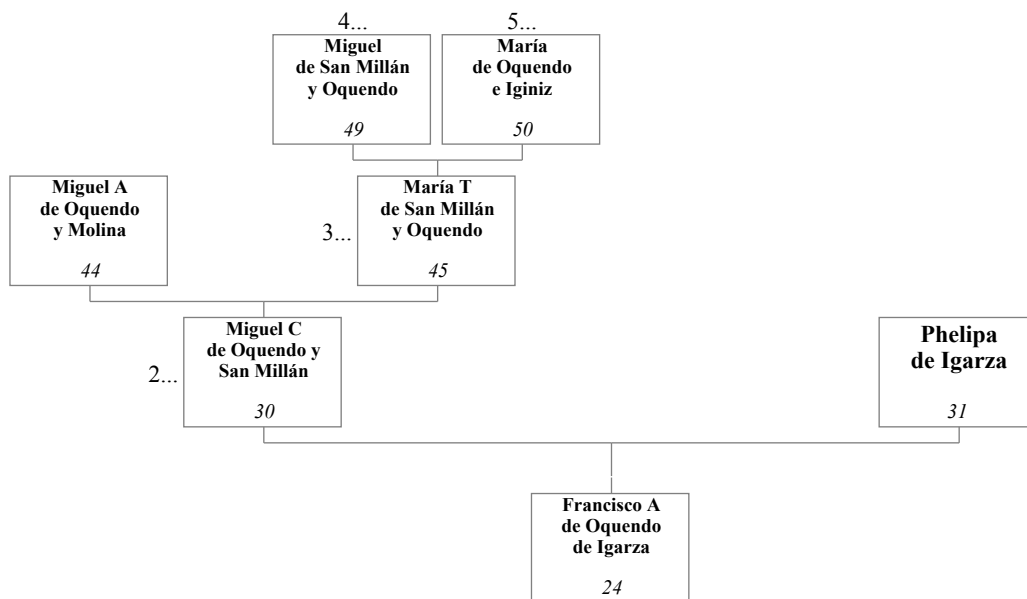 4...
5...
Miguel
de San Millán
y Oquendo
49
María
de Oquendo
e Iginiz
50
Miguel A
de Oquendo
y Molina
44
3...
María T
de San Millán
y Oquendo
45
2...
Miguel C
de Oquendo y
San Millán
30
Phelipa
de Igarza
31
Francisco A
de Oquendo
de Igarza
24